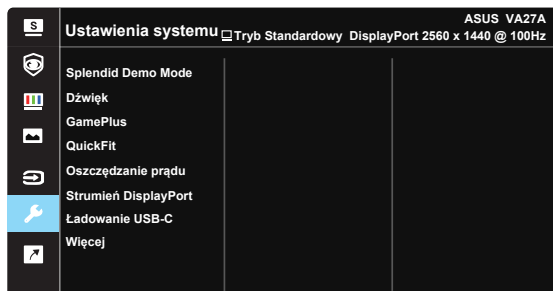 S
ASUS VA27A
Ustawienia systemu
Tryb Standardowy DisplayPort 2560 x 1440 @ 100Hz
Splendid Demo Mode
Dźwięk
GamePlus
QuickFit
Oszczędzanie prądu
Strumień DisplayPort
Ładowanie USB-C
Więcej